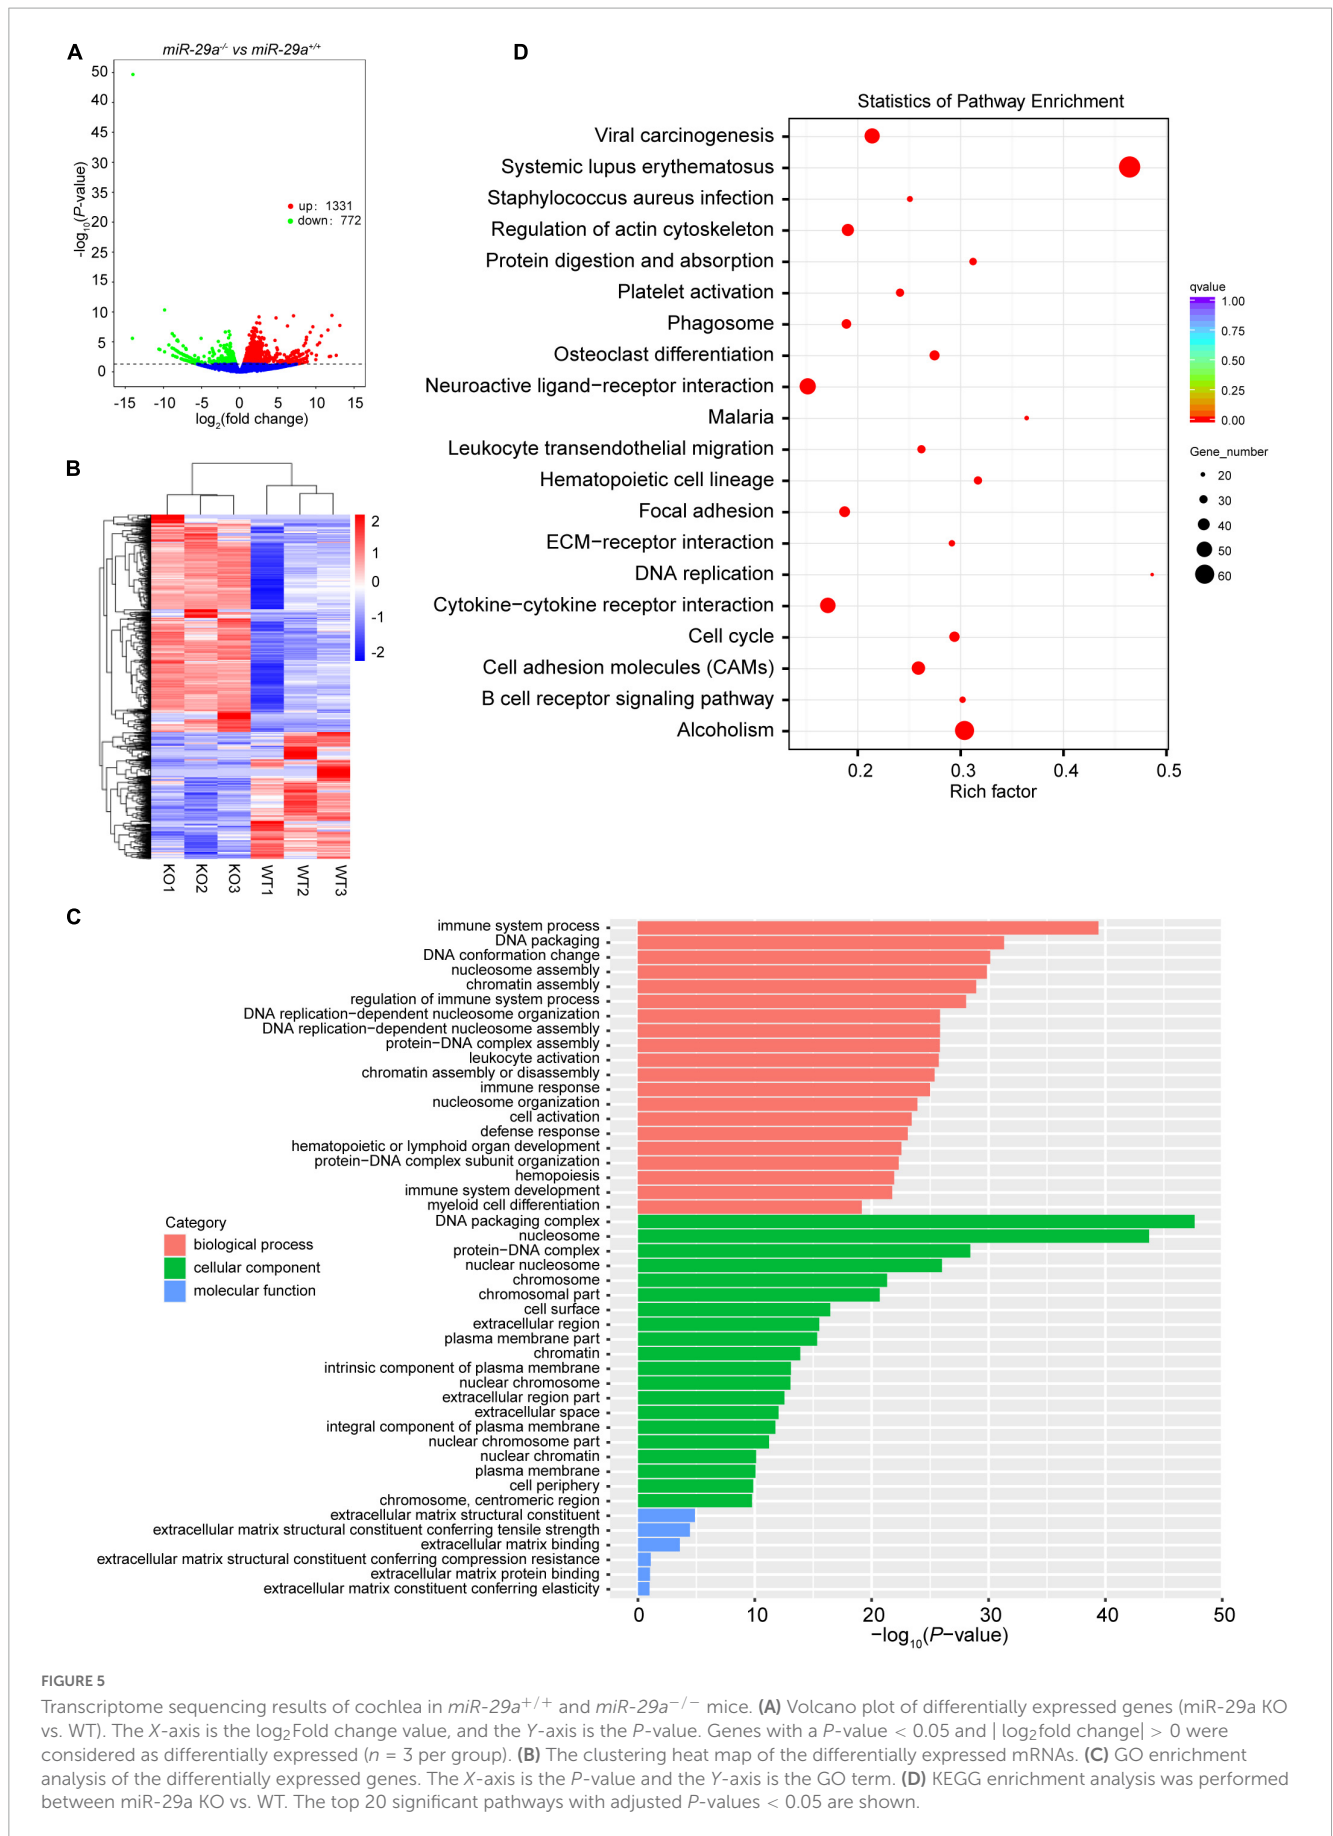 A
miR-29a-/- vs miR-29a+/+
50
40
45
30
35
20
25
15
10
5
0
-log10(P-value)
up: 1331
down: 772
-15 -10 -5 0 5 10 15
log2(fold change)
B
2
1
0
-1
-2
KO1 KO2 KO3 WT1 WT2 WT3
D
Statistics of Pathway Enrichment
Viral carcinogenesis
Systemic lupus erythematosus
Staphylococcus aureus infection
Regulation of actin cytoskeleton
Protein digestion and absorption
Platelet activation
Phagosome
Osteoclast differentiation
Neuroactive ligand−receptor interaction
Malaria
Leukocyte transendothelial migration
Hematopoietic cell lineage
Focal adhesion
ECM−receptor interaction
DNA replication
Cytokine−cytokine receptor interaction
Cell cycle
Cell adhesion molecules (CAMs)
B cell receptor signaling pathway
Alcoholism
0.2 0.3 0.4 0.5
Rich factor
qvalue
1.00
0.75
0.50
0.25
0.00
Gene_number
20
30
40
50
60
C
immune system process
DNA packaging
DNA conformation change
nucleosome assembly
chromatin assembly
regulation of immune system process
DNA replication−dependent nucleosome organization
DNA replication−dependent nucleosome assembly
protein−DNA complex assembly
leukocyte activation
chromatin assembly or disassembly
immune response
nucleosome organization
cell activation
defense response
hematopoietic or lymphoid organ development
protein−DNA complex subunit organization
hemopoiesis
immune system development
myeloid cell differentiation
DNA packaging complex
nucleosome
protein−DNA complex
nuclear nucleosome
chromosome
chromosomal part
cell surface
extracellular region
plasma membrane part
chromatin
intrinsic component of plasma membrane
nuclear chromosome
extracellular region part
extracellular space
integral component of plasma membrane
nuclear chromosome part
nuclear chromatin
plasma membrane
cell periphery
chromosome, centromeric region
extracellular matrix structural constituent
extracellular matrix structural constituent conferring tensile strength
extracellular matrix binding
extracellular matrix structural constituent conferring compression resistance
extracellular matrix protein binding
extracellular matrix constituent conferring elasticity
Category
biological process
cellular component
molecular function
0 10 20 30 40 50
−log10(P−value)
FIGURE 5
Transcriptome sequencing results of cochlea in miR-29a+/+ and miR-29a−/− mice. (A) Volcano plot of differentially expressed genes (miR-29a KO
vs. WT). The X-axis is the log2Fold change value, and the Y-axis is the P-value. Genes with a P-value < 0.05 and | log2fold change| > 0 were
considered as differentially expressed (n = 3 per group). (B) The clustering heat map of the differentially expressed mRNAs. (C) GO enrichment
analysis of the differentially expressed genes. The X-axis is the P-value and the Y-axis is the GO term. (D) KEGG enrichment analysis was performed
between miR-29a KO vs. WT. The top 20 significant pathways with adjusted P-values < 0.05 are shown.